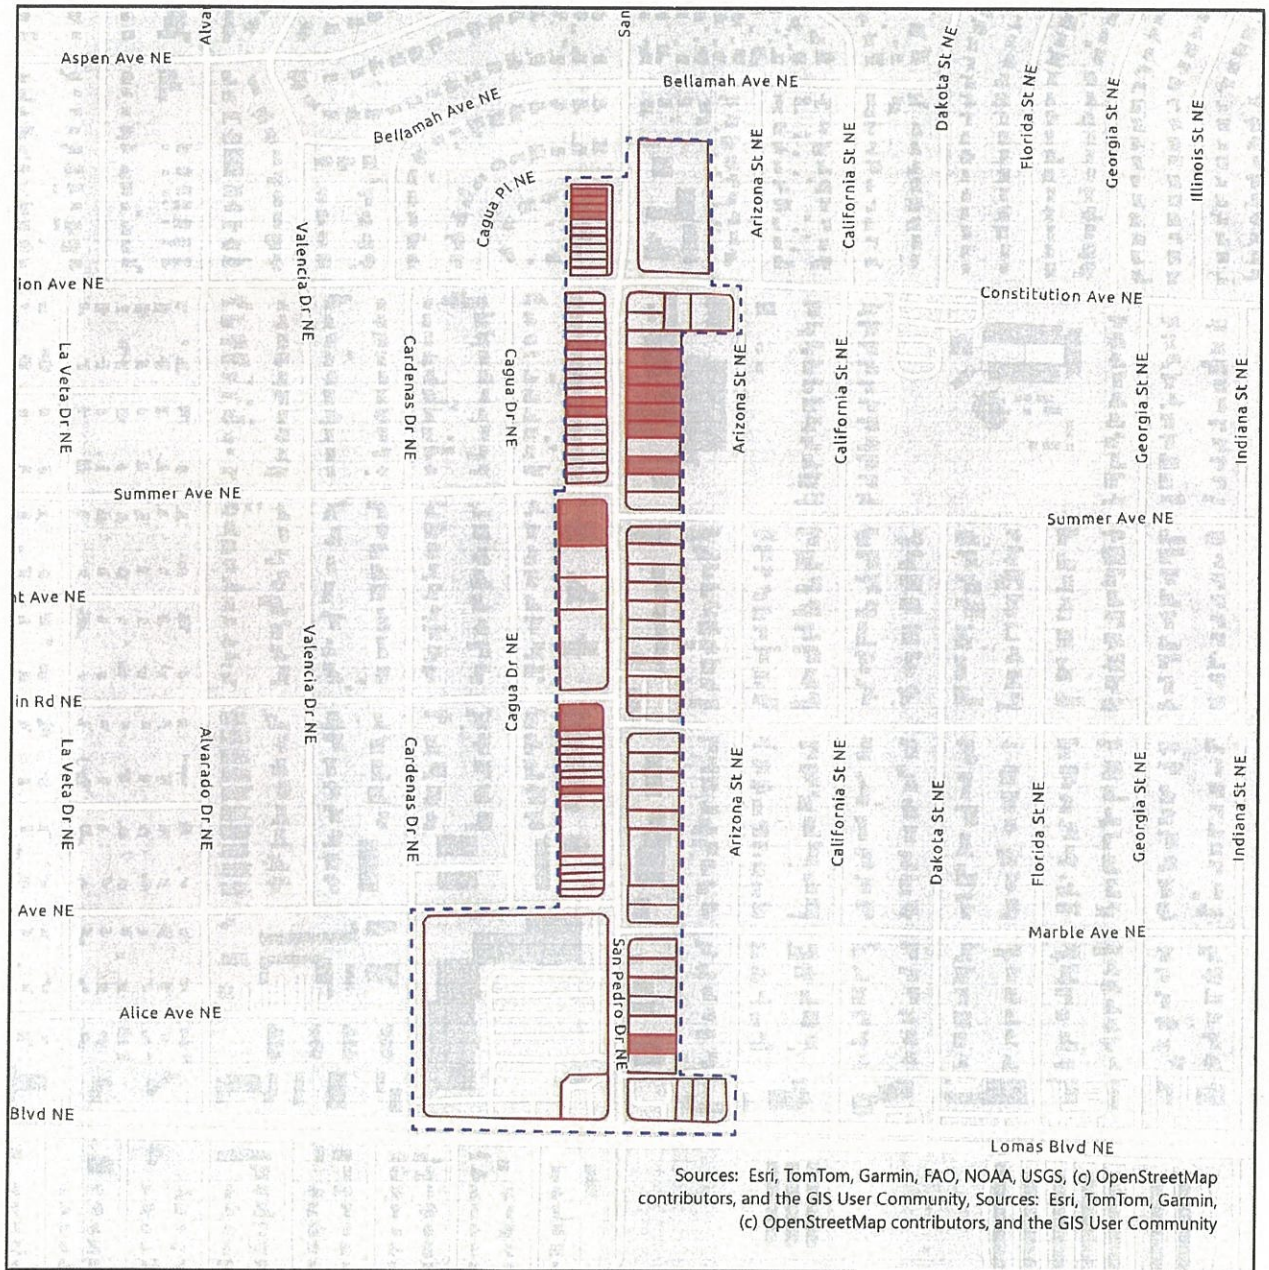 Alvar
San
Aspen Ave NE
Bellamah Ave NE
Bellamah Ave NE
Dakota St NE
Florida St NE
Georgia St NE
Illinois St NE
Arizona St NE
California St NE
Cagua Pl NE
Valencia Dr NE
ion Ave NE
Constitution Ave NE
La Veta Dr NE
Cardenas Dr NE
Cagua Dr NE
Arizona St NE
California St NE
Georgia St NE
Indiana St NE
Summer Ave NE
Summer Ave NE
nt Ave NE
Valencia Dr NE
Cagua Dr NE
in Rd NE
La Veta Dr NE
Alvarado Dr NE
Cardenas Dr NE
Arizona St NE
California St NE
Dakota St NE
Florida St NE
Georgia St NE
Indiana St NE
Ave NE
Marble Ave NE
San Pedro Dr NE
Alice Ave NE
Blvd NE
Lomas Blvd NE
Sources: Esri, TomTom, Garmin, FAO, NOAA, USGS, (c) OpenStreetMap
contributors, and the GIS User Community, Sources: Esri, TomTom, Garmin,
(c) OpenStreetMap contributors, and the GIS User Community